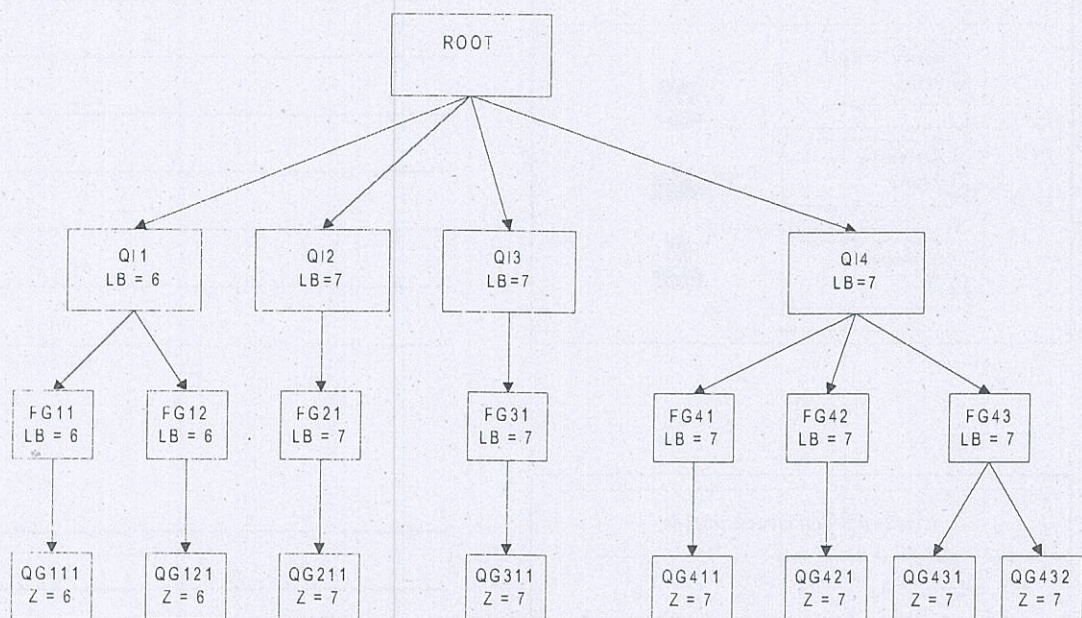 ROOT
QI1
LB = 6
QI2
LB=7
QI3
LB=7
QI4
LB=7
FG11
LB = 6
FG12
LB = 6
FG21
LB = 7
FG31
LB = 7
FG41
LB = 7
FG42
LB = 7
FG43
LB = 7
QG111
Z = 6
QG121
Z = 6
QG211
Z = 7
QG311
Z = 7
QG411
Z = 7
QG421
Z = 7
QG431
Z = 7
QG432
Z = 7